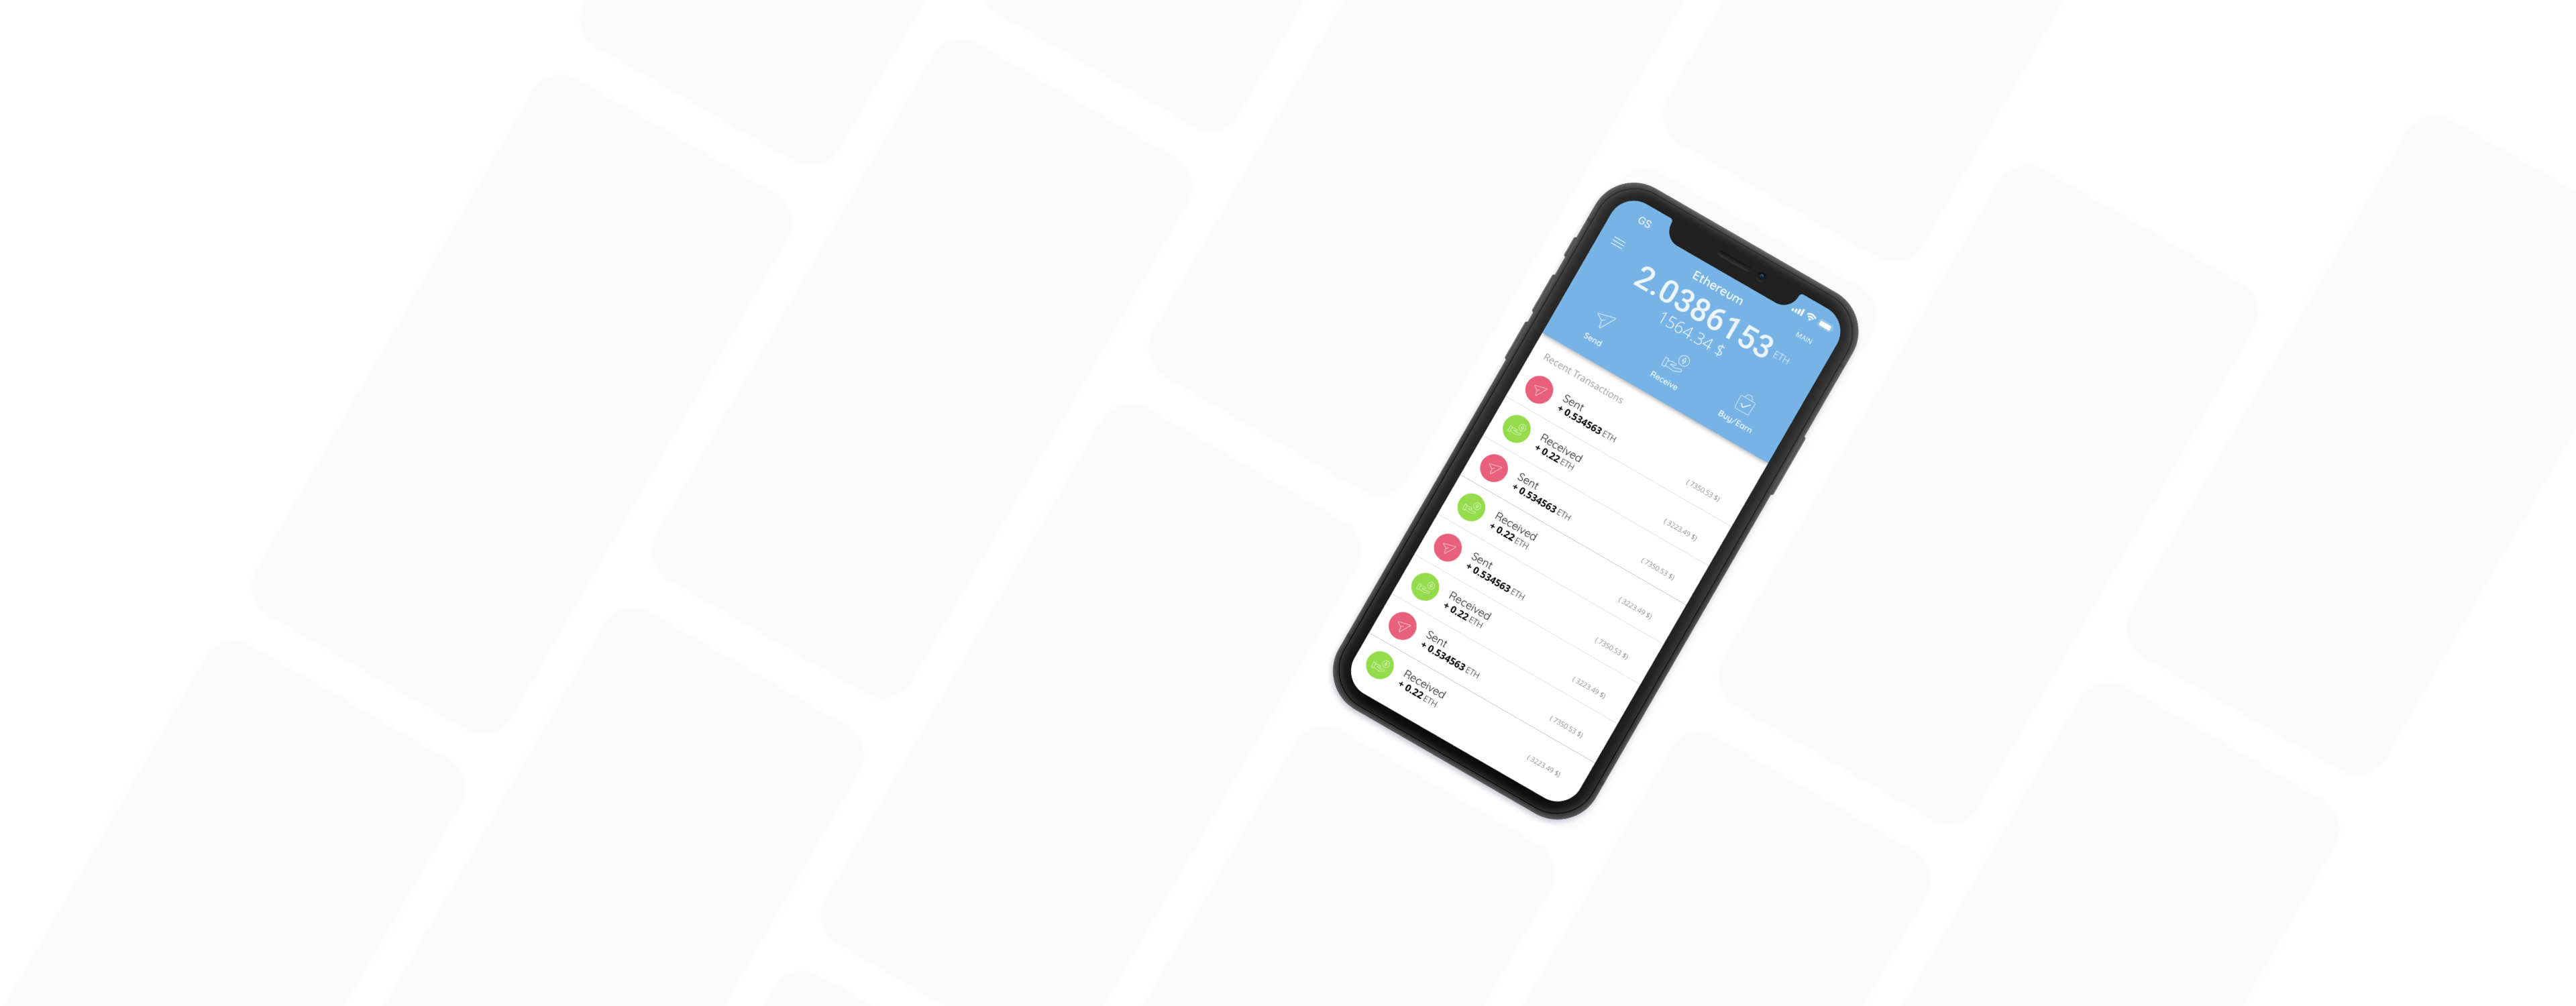 GS
MAIN
Ethereum
2.0386153 ETH
1564.34 $
Send
Receive
Buy/Earn
Recent Transactions
Sent
+ 0.534563 ETH
( 7350.53 $)
Received
+ 0.22 ETH
( 3223.49 $)
Sent
+ 0.534563 ETH
( 7350.53 $)
Received
+ 0.22 ETH
( 3223.49 $)
Sent
+ 0.534563 ETH
( 7350.53 $)
Received
+ 0.22 ETH
( 3223.49 $)
Sent
+ 0.534563 ETH
( 7350.53 $)
Received
+ 0.22 ETH
( 3223.49 $)